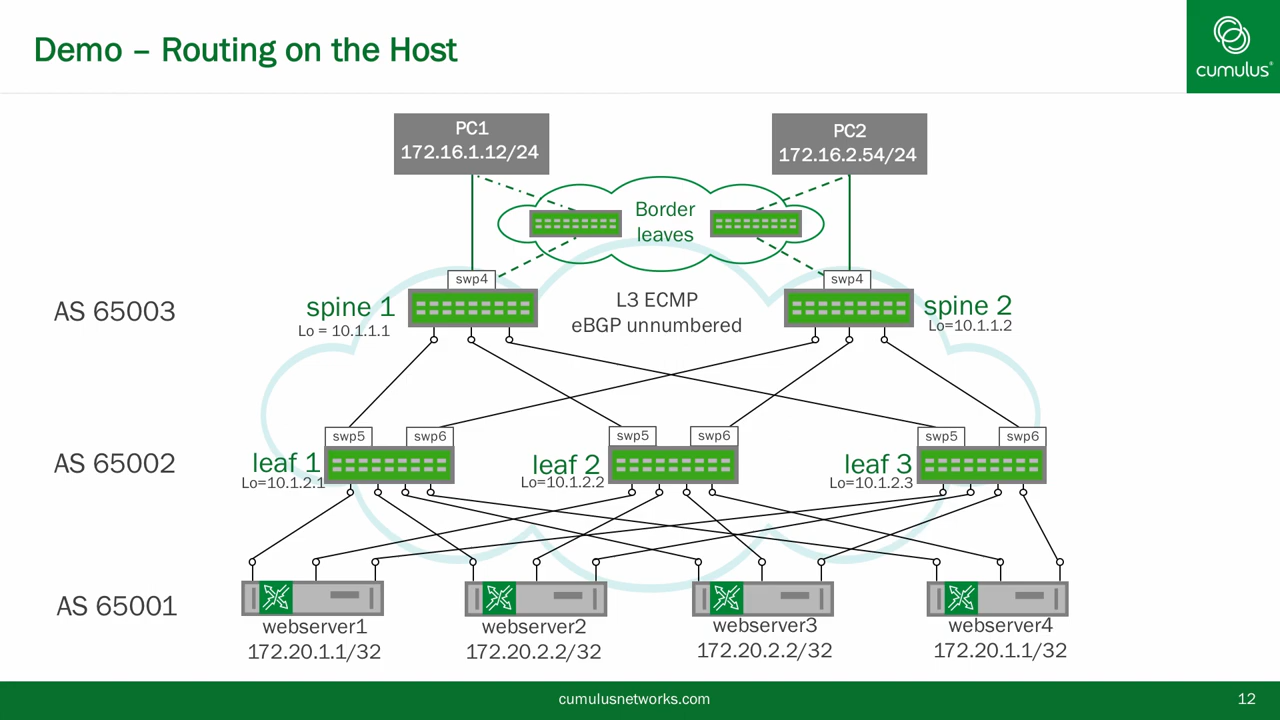 Demo – Routing on the Host
cumulus®
PC1
172.16.1.12/24
PC2
172.16.2.54/24
Border
leaves
swp4
swp4
AS 65003
spine 1
Lo = 10.1.1.1
L3 ECMP
eBGP unnumbered
spine 2
Lo=10.1.1.2
swp5
swp6
swp5
swp6
swp5
swp6
AS 65002
leaf 1
Lo=10.1.2.1
leaf 2
Lo=10.1.2.2
leaf 3
Lo=10.1.2.3
AS 65001
webserver1
172.20.1.1/32
webserver2
172.20.2.2/32
webserver3
172.20.2.2/32
webserver4
172.20.1.1/32
cumulusnetworks.com
12